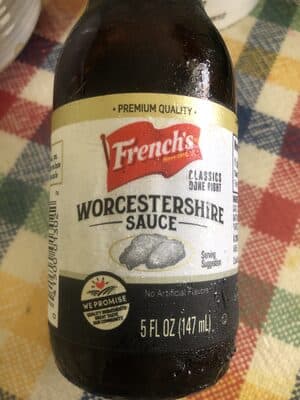 • PREMIUM QUALITY •
French's
CLASSICS
DONE RIGHT
WORCESTERSHIRE
SAUCE
Serving
Suggestion
No Artificial Flavors
WE PROMISE
5 FL OZ (147 mL)